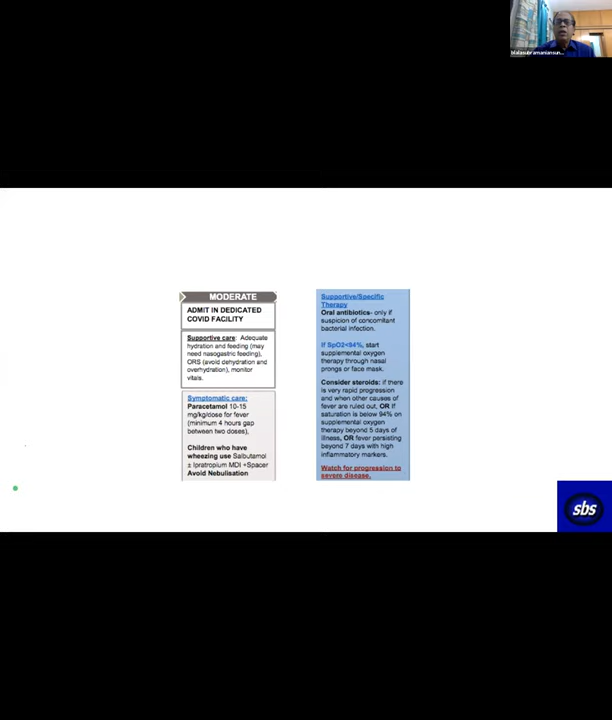 blalasubramaniansun...
MODERATE
ADMIT IN DEDICATED
COVID FACILITY
Supportive care: Adequate
hydration and feeding (may
need nasogastric feeding),
ORS (avoid dehydration and
overhydration), monitor
vitals.
Symptomatic care:
Paracetamol 10-15
mg/kg/dose for fever
(minimum 4 hours gap
between two doses),
Children who have
wheezing use Salbutamol
± Ipratropium MDI +Spacer
Avoid Nebulisation
Supportive/Specific
Therapy
Oral antibiotics- only if
suspicion of concomitant
bacterial infection.
If SpO2<94%, start
supplemental oxygen
therapy through nasal
prongs or face mask.
Consider steroids: if there
is very rapid progression
and when other causes of
fever are ruled out, OR If
saturation is below 94% on
supplemental oxygen
therapy beyond 5 days of
illness, OR fever persisting
beyond 7 days with high
inflammatory markers.
Watch for progression to
severe disease.
sbs